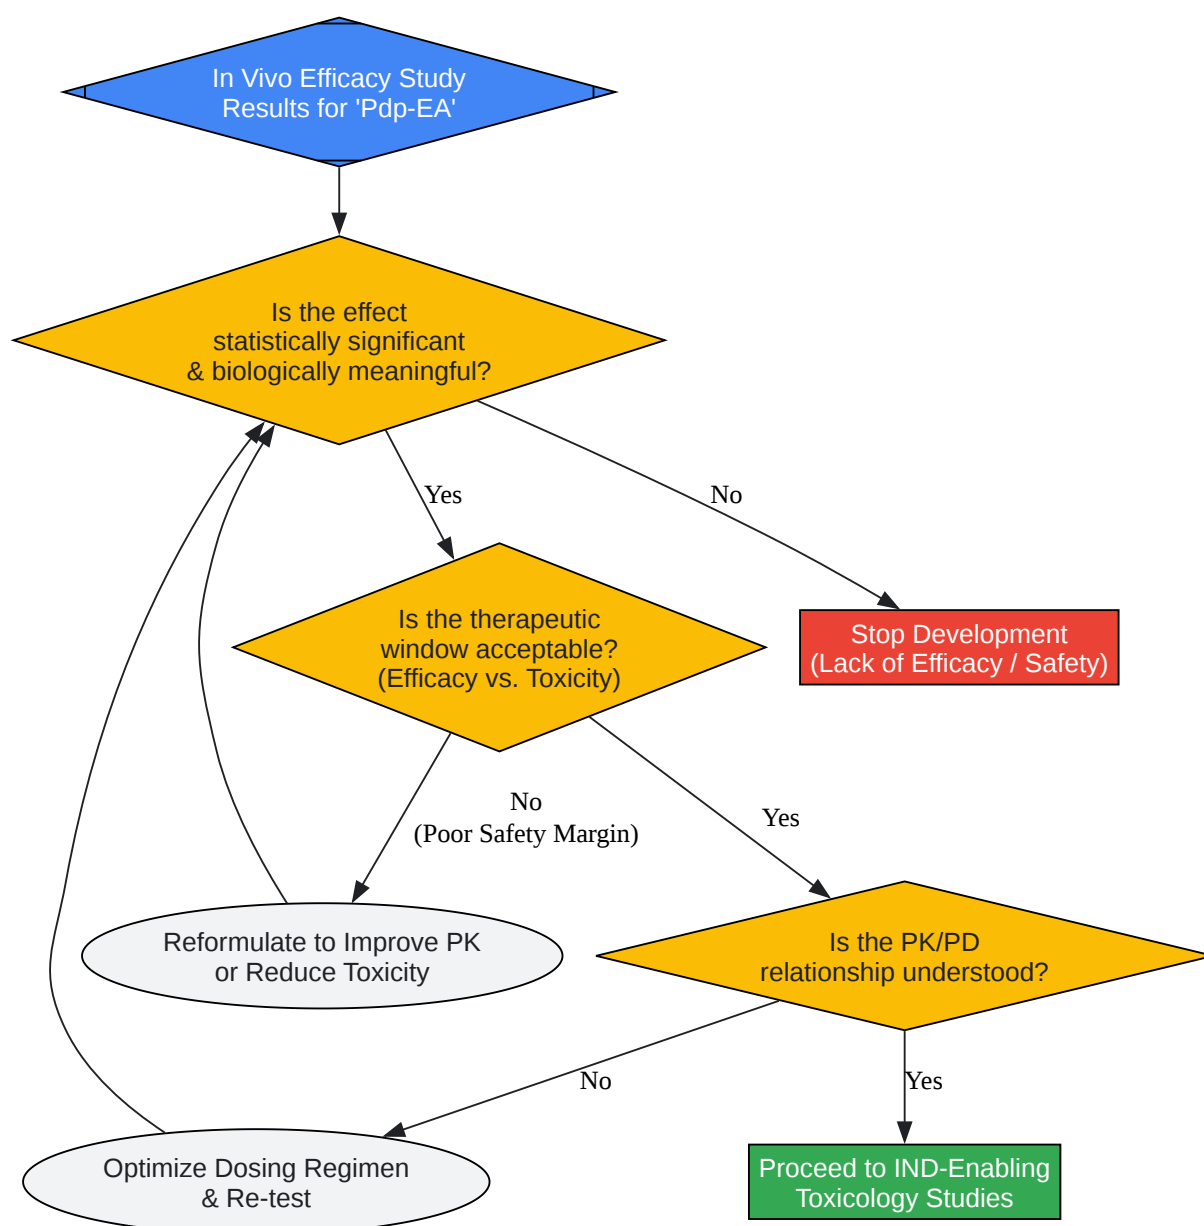 In Vivo Efficacy Study
Results for 'Pdp-EA'
Is the effect
statistically significant
& biologically meaningful?
Yes
No
Is the therapeutic
window acceptable?
(Efficacy vs. Toxicity)
Stop Development
(Lack of Efficacy / Safety)
No
(Poor Safety Margin)
Yes
Reformulate to Improve PK
or Reduce Toxicity
Is the PK/PD
relationship understood?
No
Yes
Optimize Dosing Regimen
& Re-test
Proceed to IND-Enabling
Toxicology Studies